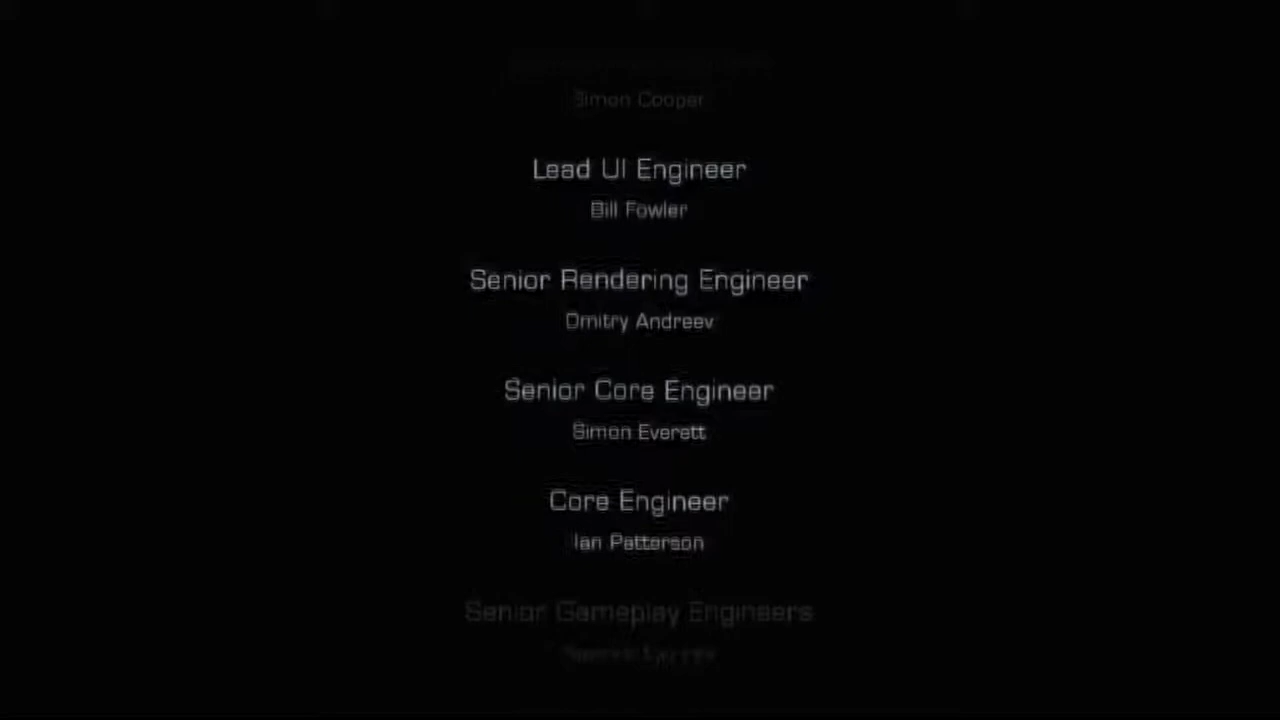 Simon Cooper
Lead UI Engineer
Bill Fowler
Senior Rendering Engineer
Dmitry Andreev
Senior Core Engineer
Simon Everett
Core Engineer
Ian Patterson
Senior Gameplay Engineers